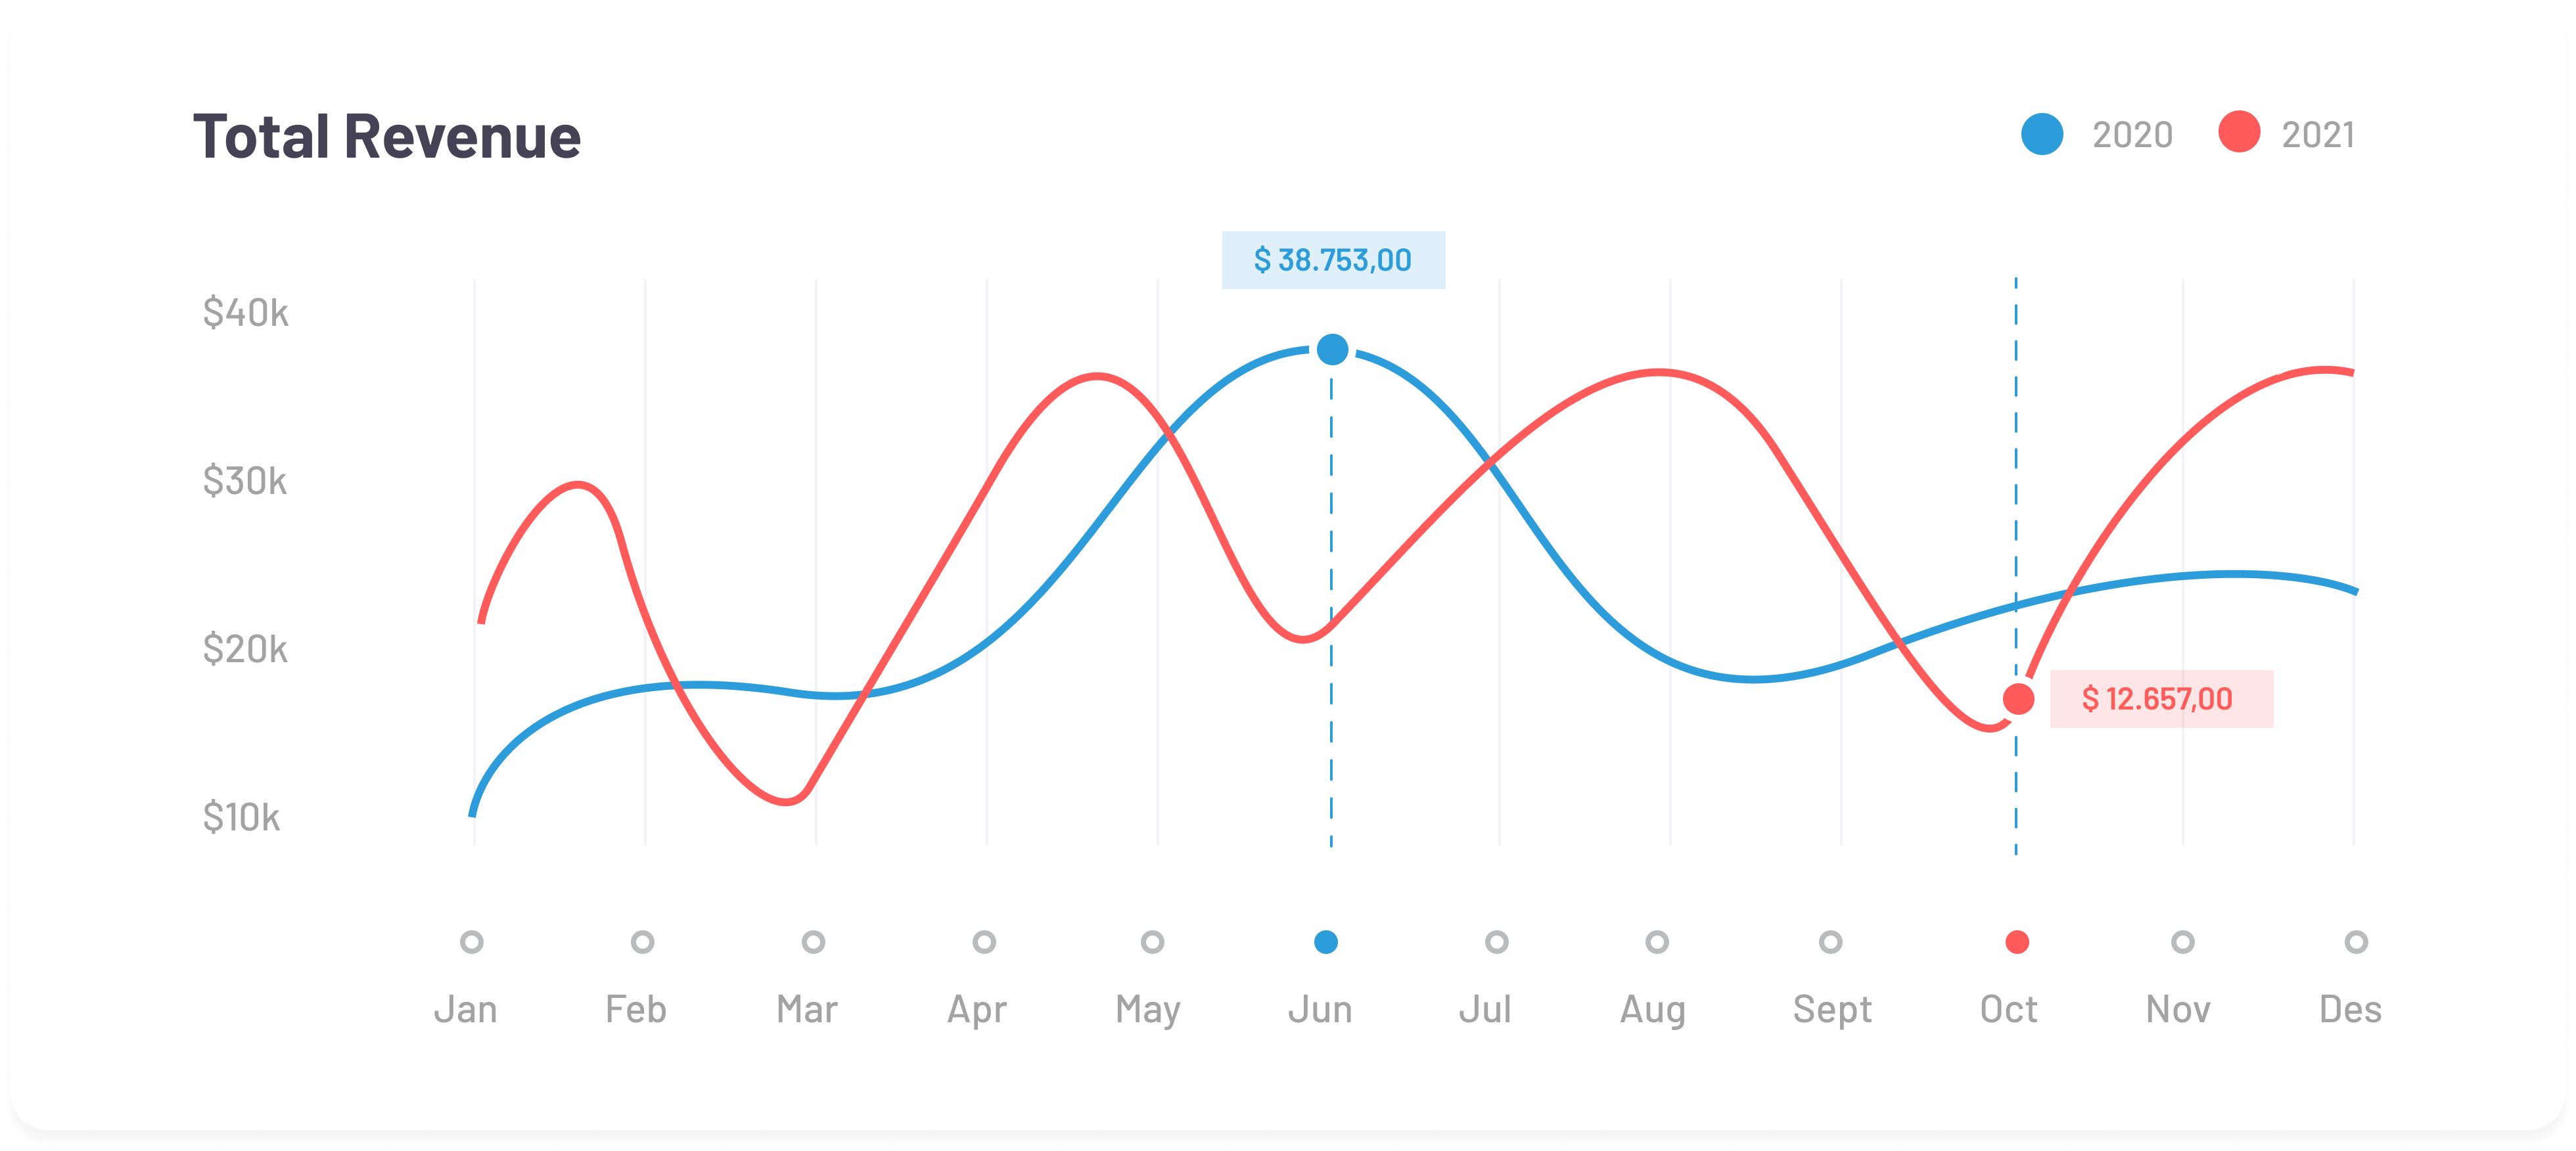 Total Revenue
2020 2021
$ 38.753,00
$40k
$30k
$20k
$ 12.657,00
$10k
Jan Feb Mar Apr May Jun Jul Aug Sept Oct Nov Des